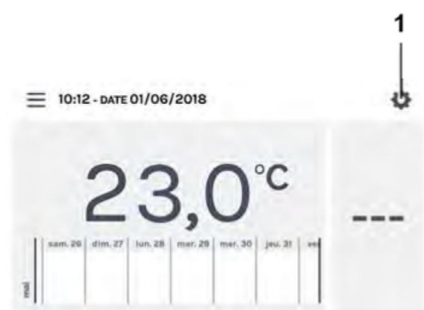 1
10:12 - DATE 01/06/2018
23,0°C
---
sam. 26 dim. 27 lun. 28 mar. 29 mer. 30 jeu. 31 ve
mai